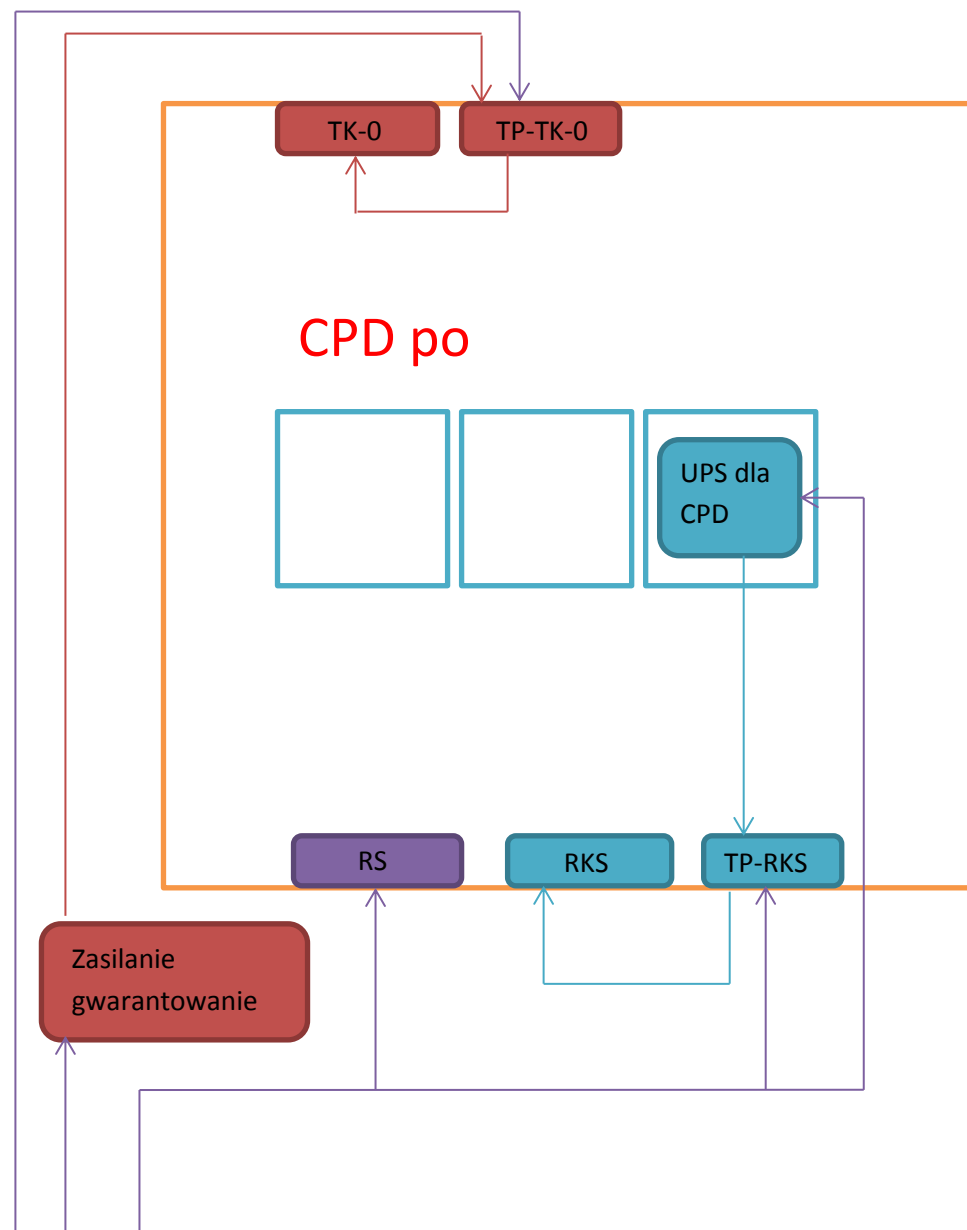 TK-0
TP-TK-0
CPD po
UPS dla
CPD
RS
RKS
TP-RKS
Zasilanie
gwarantowanie